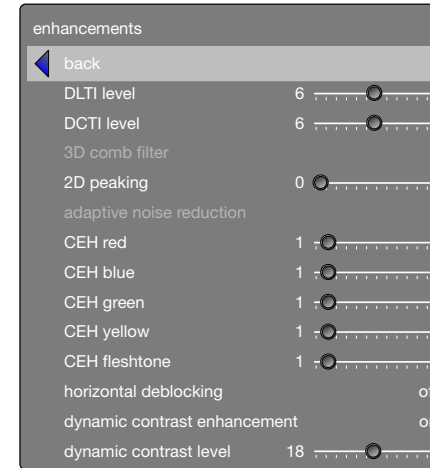 enhancements
back
DLTI level 6
DCTI level 6
3D comb filter
2D peaking 0
adaptive noise reduction
CEH red 1
CEH blue 1
CEH green 1
CEH yellow 1
CEH fleshtone 1
horizontal deblocking
dynamic contrast enhancement
dynamic contrast level 18